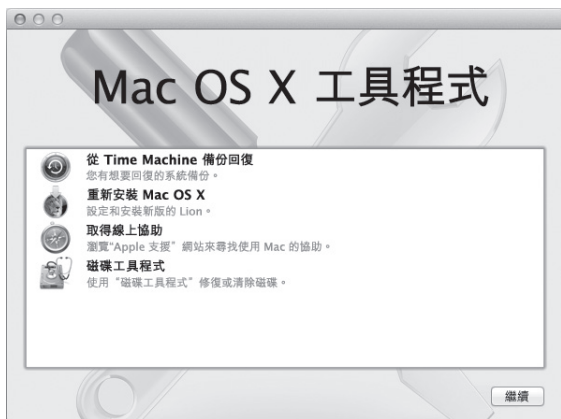 Mac OS X 工具程式
從 Time Machine 備份回復
您有想要回復的系統備份。
重新安裝 Mac OS X
設定和安裝新版的 Lion。
取得線上協助
瀏覽“Apple 支援”網站來尋找使用 Mac 的協助。
磁碟工具程式
使用“磁碟工具程式”修復或清除磁碟。
繼續